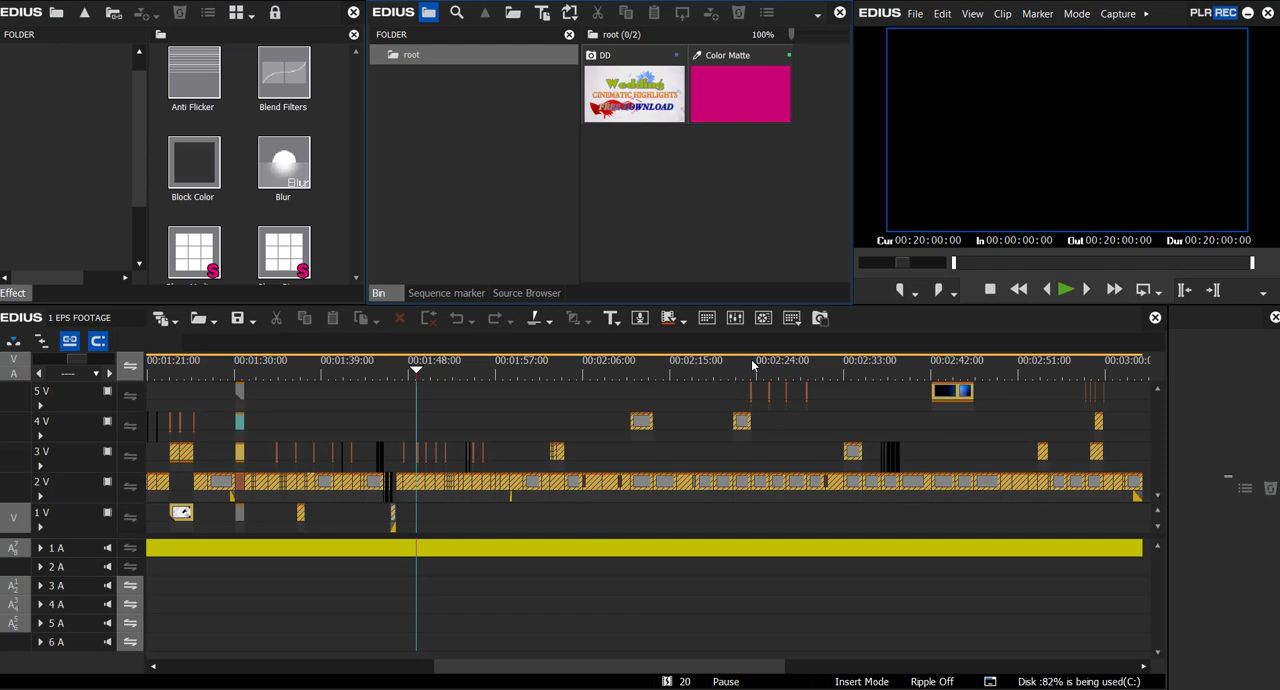 EDIUS
EDIUS
EDIUS File Edit View Clip Marker Mode Capture PLR REC
FOLDER
FOLDER
root (0/2) 100%
root
DD
Color Matte
Wedding
CINEMATIC HIGHLIGHTS
FREE DOWNLOAD
Anti Flicker
Blend Filters
Block Color
Blur
Blur
S
S
Effect
Bin
Sequence marker
Source Browser
Cur 00:20:00:00 In 00:00:00:00 Out 00:20:00:00 Dur 00:20:00:00
EDIUS 1 EPS FOOTAGE
V
A
----
00:01:21:00 00:01:30:00 00:01:39:00 00:01:48:00 00:01:57:00 00:02:06:00 00:02:15:00 00:02:24:00 00:02:33:00 00:02:42:00 00:02:51:00 00:03:00:0
5 V
4 V
3 V
2 V
V 1 V
1 A
2 A
3 A
4 A
5 A
6 A
20 Pause Insert Mode Ripple Off Disk :82% is being used(C:)